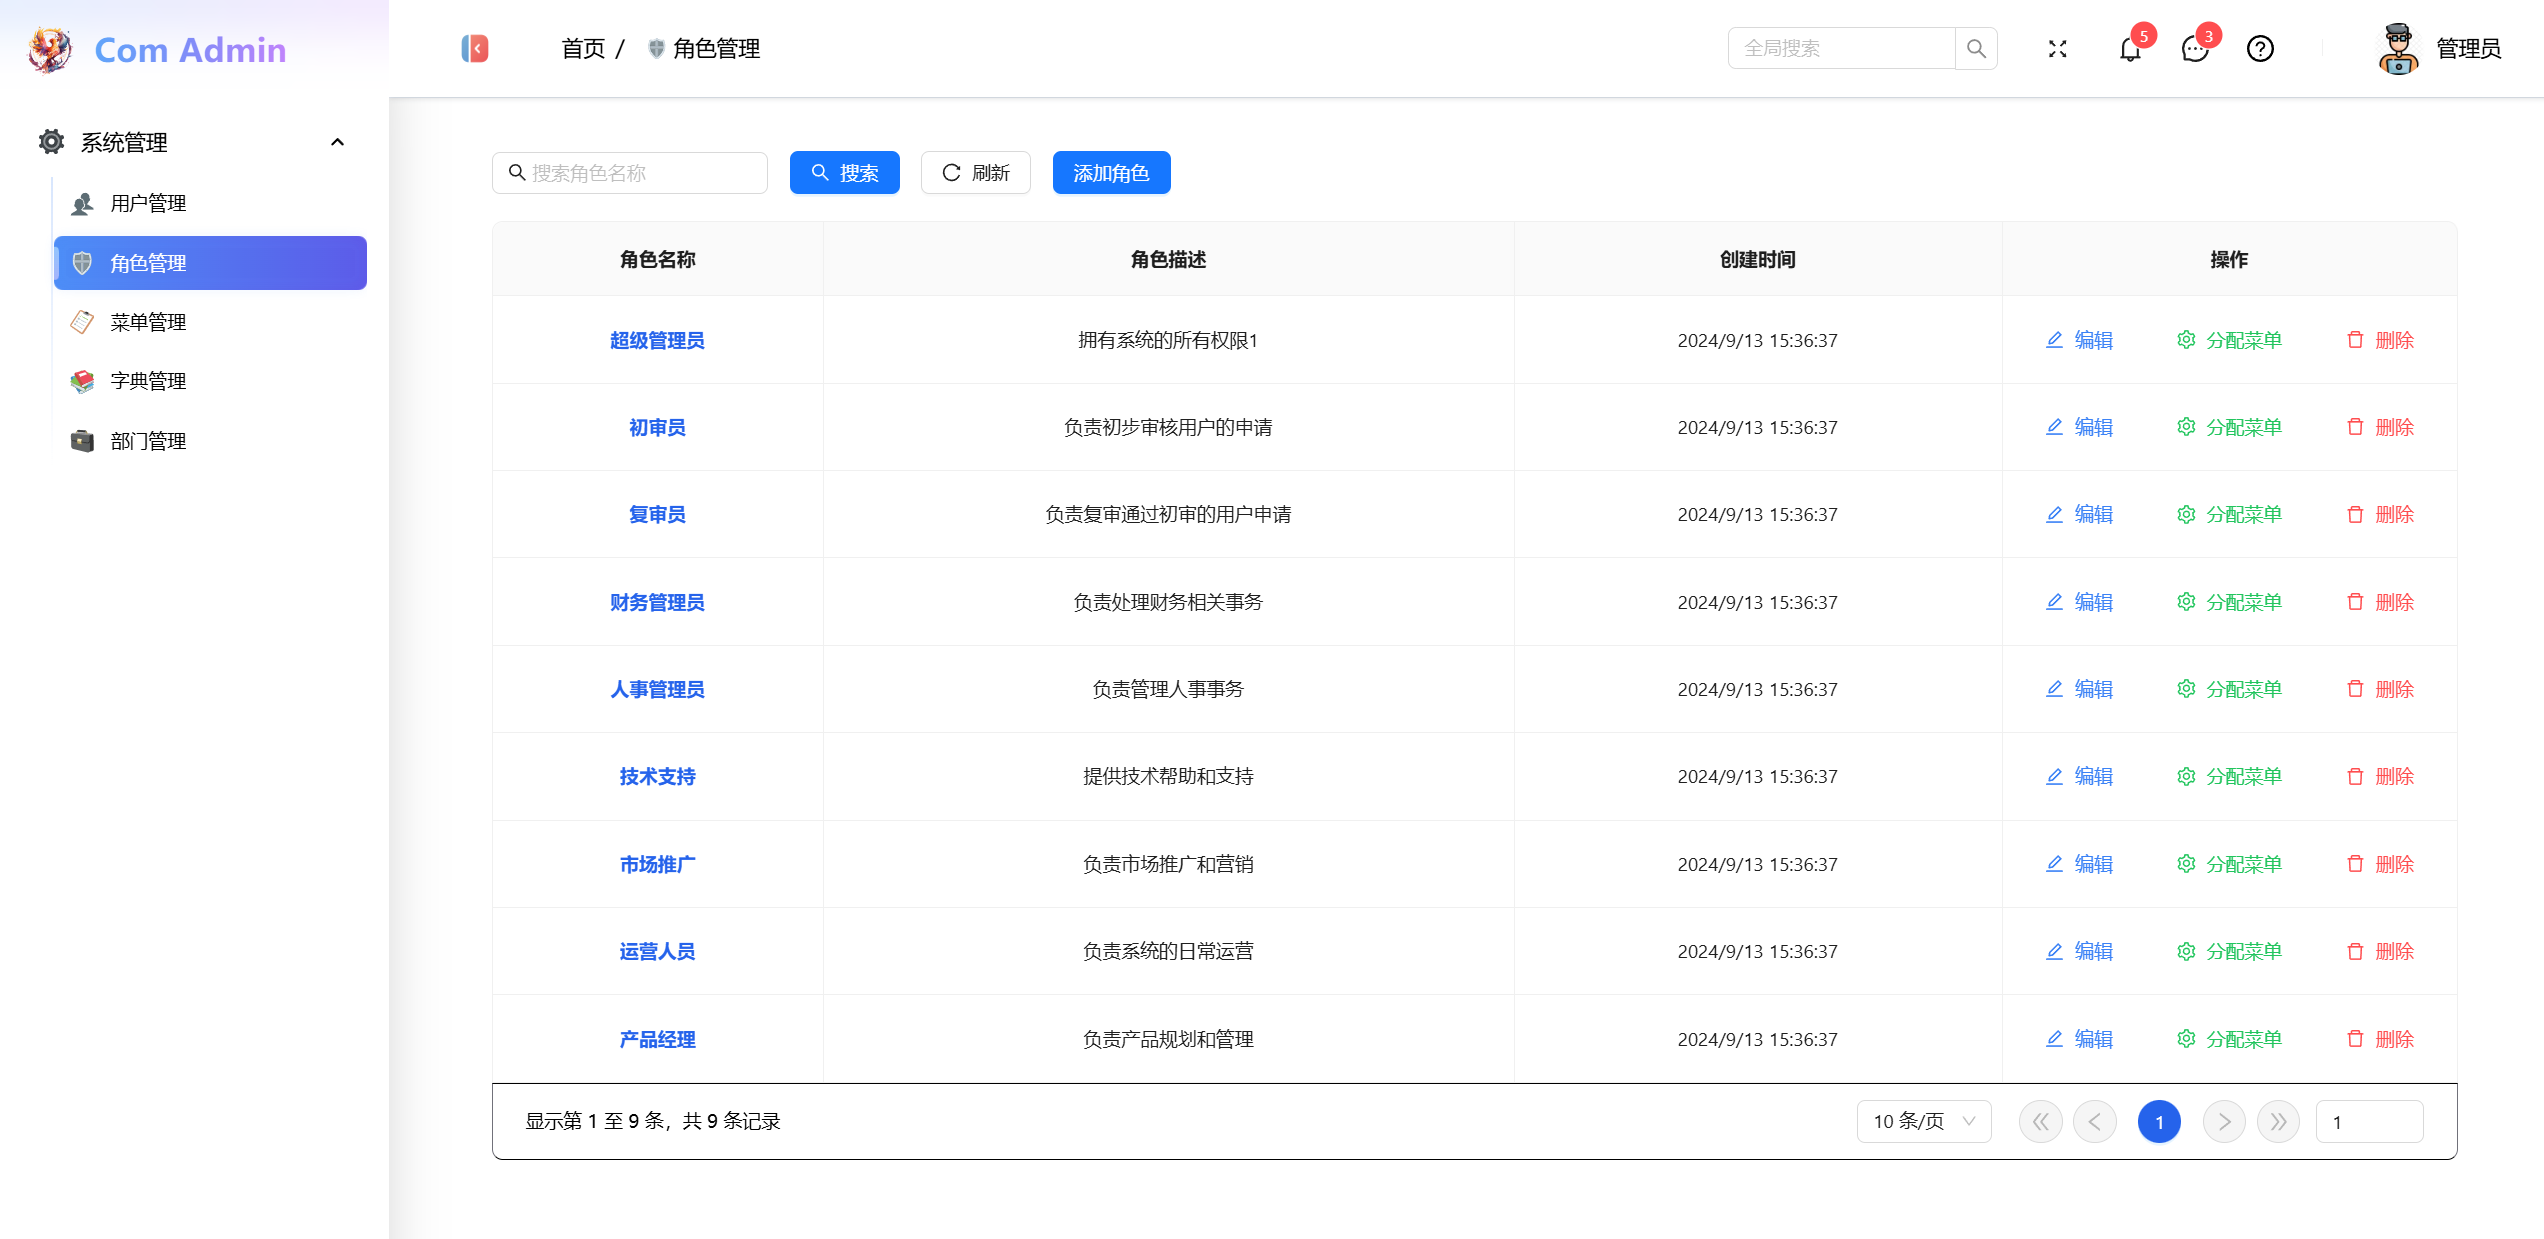 Com Admin
首页 / 角色管理
全局搜索
5
3
管理员
系统管理
用户管理
角色管理
菜单管理
字典管理
部门管理
搜索角色名称 搜索 刷新 添加角色
角色名称 角色描述 创建时间 操作
超级管理员 拥有系统的所有权限1 2024/9/13 15:36:37 编辑 分配菜单 删除
初审员 负责初步审核用户的申请 2024/9/13 15:36:37 编辑 分配菜单 删除
复审员 负责复审通过初审的用户申请 2024/9/13 15:36:37 编辑 分配菜单 删除
财务管理员 负责处理财务相关事务 2024/9/13 15:36:37 编辑 分配菜单 删除
人事管理员 负责管理人事事务 2024/9/13 15:36:37 编辑 分配菜单 删除
技术支持 提供技术帮助和支持 2024/9/13 15:36:37 编辑 分配菜单 删除
市场推广 负责市场推广和营销 2024/9/13 15:36:37 编辑 分配菜单 删除
运营人员 负责系统的日常运营 2024/9/13 15:36:37 编辑 分配菜单 删除
产品经理 负责产品规划和管理 2024/9/13 15:36:37 编辑 分配菜单 删除
显示第 1 至 9 条，共 9 条记录 10 条/页 1 1